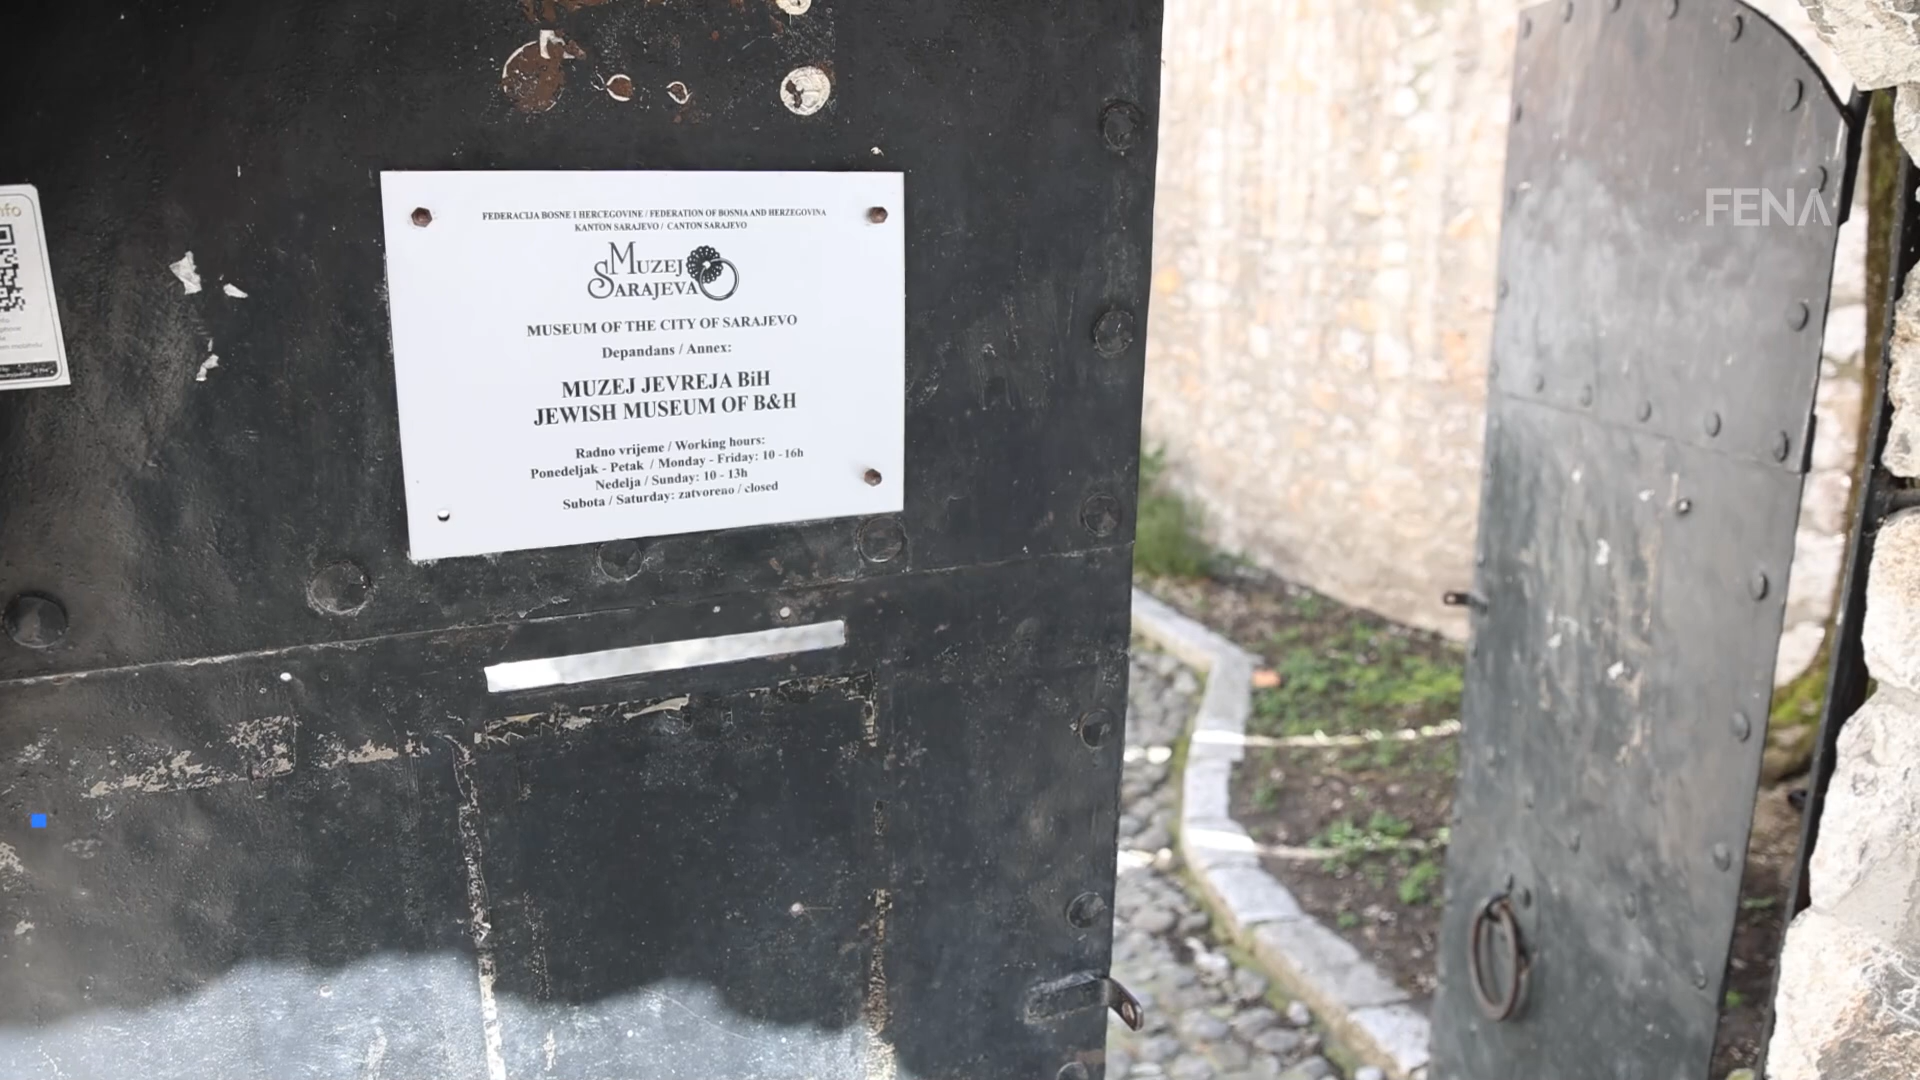 FEDERACIJA BOSNE I HERCEGOVINE / FEDERATION OF BOSNIA AND HERZEGOVINA
KANTON SARAJEVO / CANTON SARAJEVO
MUZEJ
SARAJEVA
MUSEUM OF THE CITY OF SARAJEVO
Depandans / Annex:
MUZEJ JEVREJA BiH
JEWISH MUSEUM OF B&H
Radno vrijeme / Working hours:
Ponedeljak - Petak / Monday - Friday: 10 -16h
Nedelja / Sunday: 10 - 13h
Subota / Saturday: zatvoreno / closed
FENA